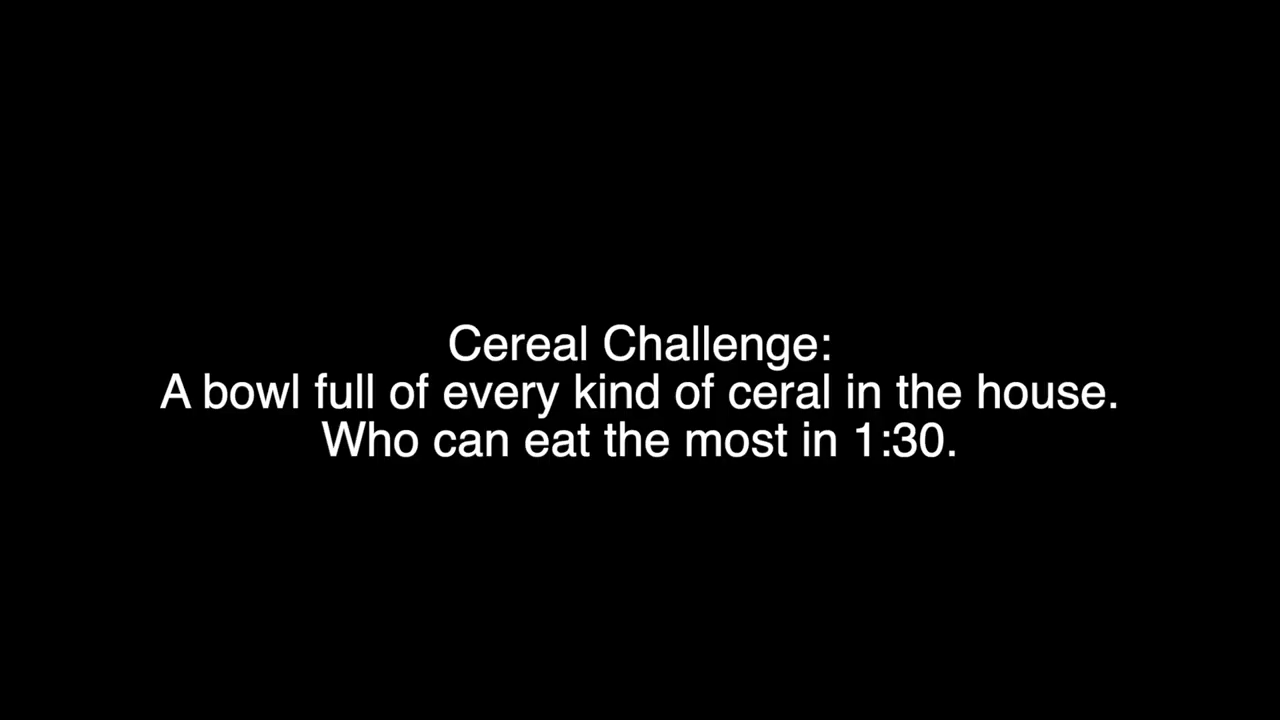 Cereal Challenge:
A bowl full of every kind of ceral in the house.
Who can eat the most in 1:30.